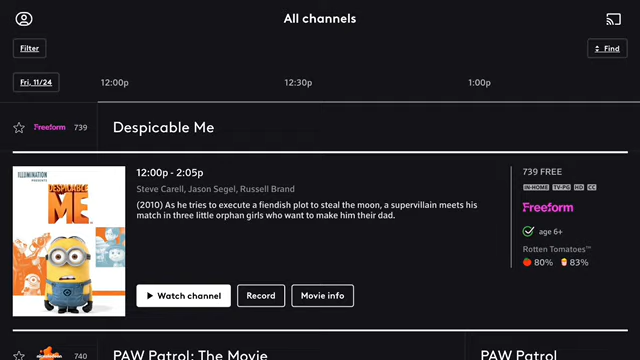 All channels
Filter
Find
Fri, 11/24
12:00p
12:30p
1:00p
Freeform
739
Despicable Me
ILLUMINATION
PRESENTS
DESPICABLE
ME
12:00p - 2:05p
Steve Carell, Jason Segel, Russell Brand
(2010) As he tries to execute a fiendish plot to steal the moon, a supervillain meets his
match in three little orphan girls who want to make him their dad.
Watch channel
Record
Movie info
739 FREE
IN-HOME TV-PG HD CC
Freeform
age 6+
Rotten Tomatoes™
80%
83%
nickelodeon
740
PAW Patrol: The Movie
PAW Patrol